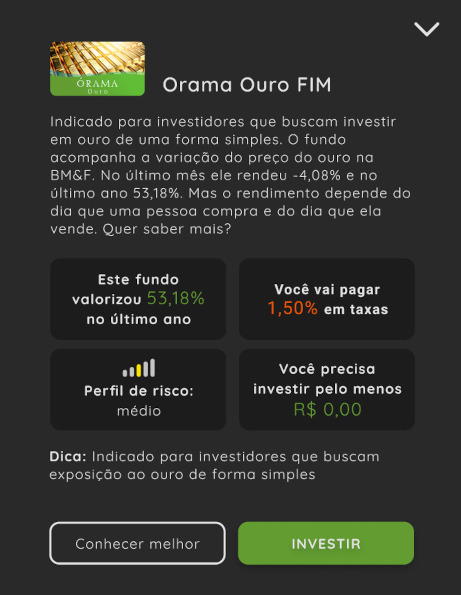 ÓRAMA
Ouro
Orama Ouro FIM
Indicado para investidores que buscam investir
em ouro de uma forma simples. O fundo
acompanha a variação do preço do ouro na
BM&F. No último mês ele rendeu -4,08% e no
último ano 53,18%. Mas o rendimento depende do
dia que uma pessoa compra e do dia que ela
vende. Quer saber mais?
Este fundo
valorizou 53,18%
no último ano
Você vai pagar
1,50% em taxas
Perfil de risco:
médio
Você precisa
investir pelo menos
R$ 0,00
Dica: Indicado para investidores que buscam
exposição ao ouro de forma simples
Conhecer melhor
INVESTIR